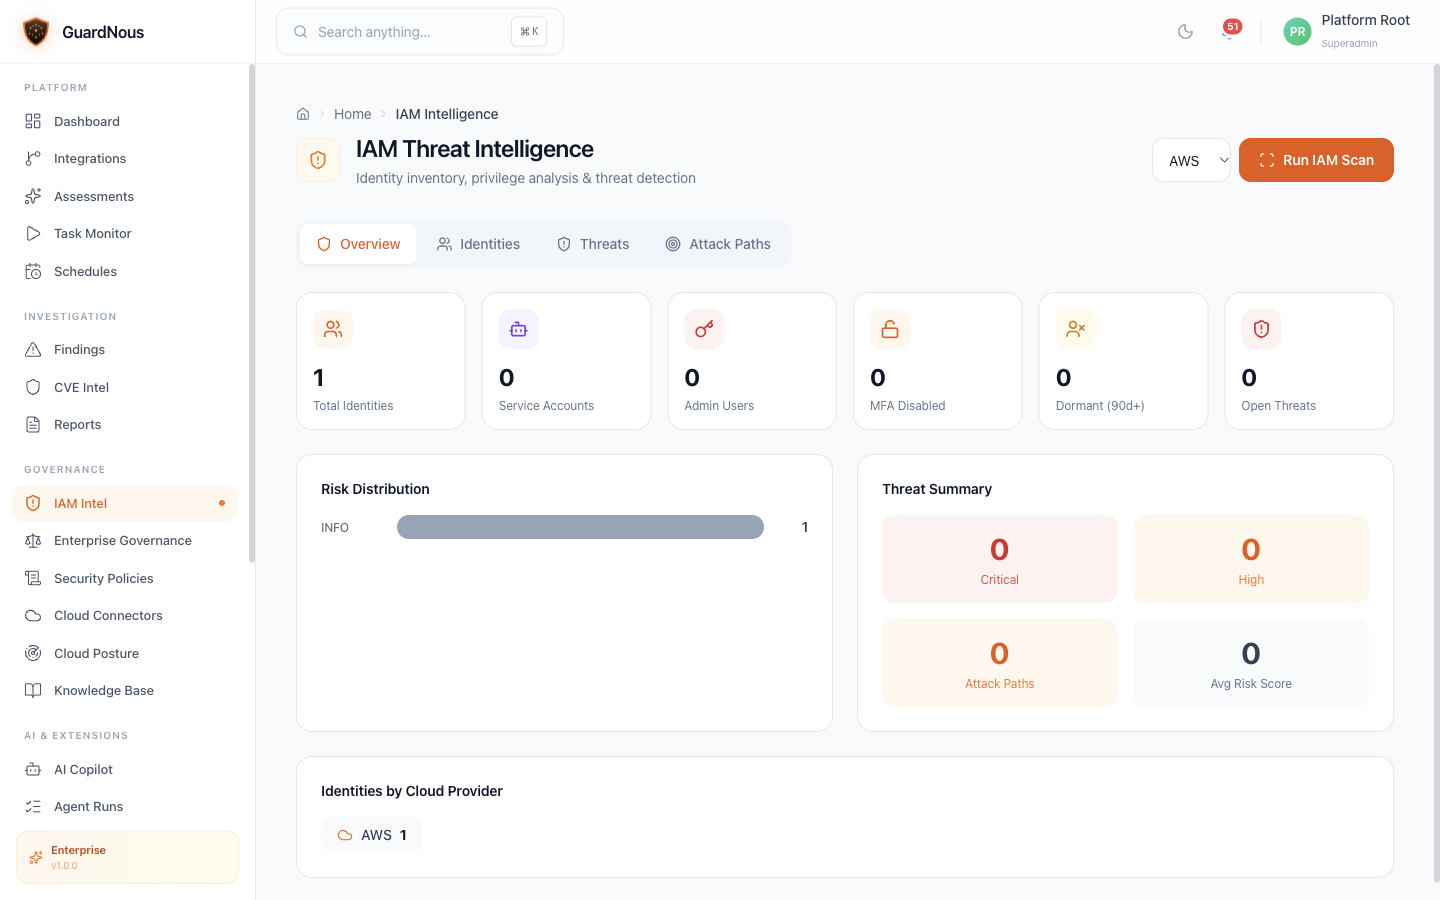 GuardNous
Search anything...
⌘ K
51
PR
Platform Root
Superadmin
PLATFORM
Dashboard
Integrations
Assessments
Task Monitor
Schedules
INVESTIGATION
Findings
CVE Intel
Reports
GOVERNANCE
IAM Intel
Enterprise Governance
Security Policies
Cloud Connectors
Cloud Posture
Knowledge Base
AI & EXTENSIONS
AI Copilot
Agent Runs
Enterprise
v1.0.0
Home
IAM Intelligence
IAM Threat Intelligence
Identity inventory, privilege analysis & threat detection
AWS
Run IAM Scan
Overview
Identities
Threats
Attack Paths
1
Total Identities
0
Service Accounts
0
Admin Users
0
MFA Disabled
0
Dormant (90d+)
0
Open Threats
Risk Distribution
INFO
1
Threat Summary
0
Critical
0
High
0
Attack Paths
0
Avg Risk Score
Identities by Cloud Provider
AWS 1